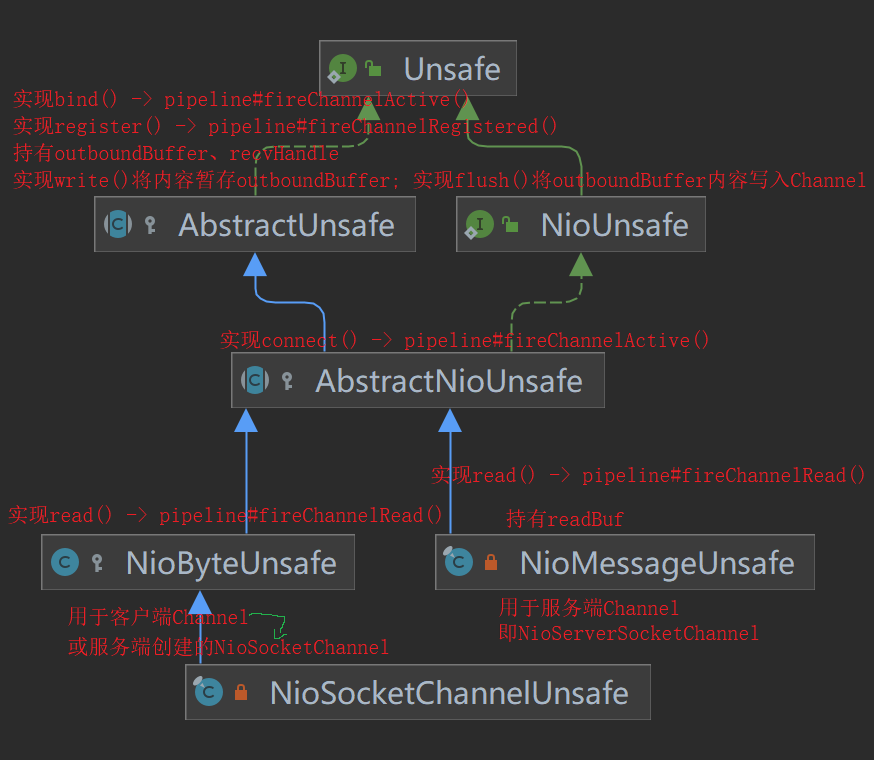 Unsafe
实现bind() -> pipeline#fireChannelActive()
实现register() -> pipeline#fireChannelRegistered()
持有outboundBuffer、recvHandle
实现write()将内容暂存outboundBuffer; 实现flush()将outboundBuffer内容写入Channel
AbstractUnsafe
NioUnsafe
实现connect() -> pipeline#fireChannelActive()
AbstractNioUnsafe
实现read() -> pipeline#fireChannelRead()
实现read() -> pipeline#fireChannelRead()
持有readBuf
NioByteUnsafe
NioMessageUnsafe
用于客户端Channel
或服务端创建的NioSocketChannel
用于服务端Channel
即NioServerSocketChannel
NioSocketChannelUnsafe